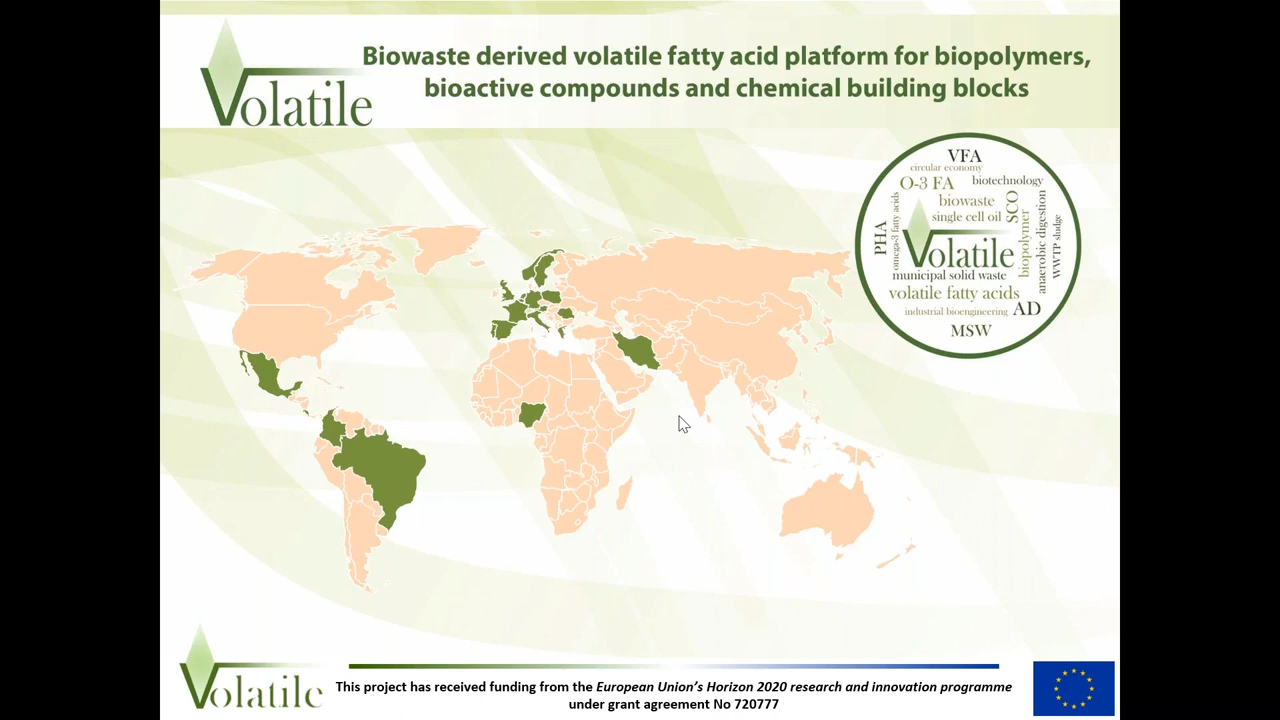 Volatile
Biowaste derived volatile fatty acid platform for biopolymers,
bioactive compounds and chemical building blocks
VFA
circular economy
O-3 FA
biotechnology
biowaste
single cell oil
SCO
PHA
omega-3 fatty acids
Volatile
biopolymer
anaerobic digestion
WWTP sludge
municipal solid waste
volatile fatty acids
industrial bioengineering
AD
MSW
Volatile
This project has received funding from the European Union's Horizon 2020 research and innovation programme
under grant agreement No 720777